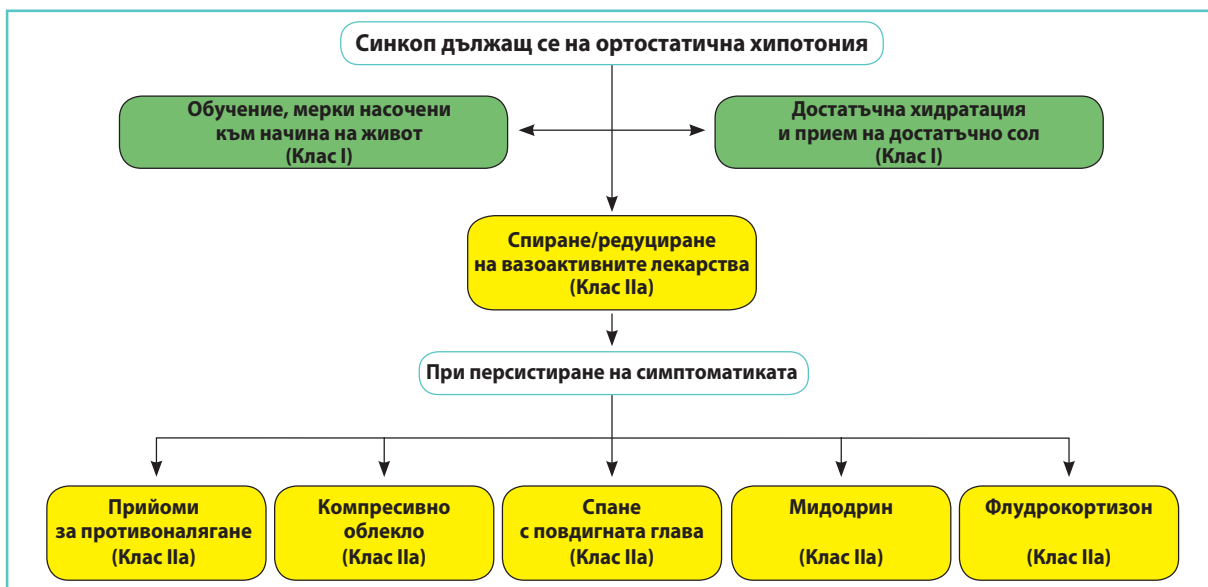 Синкоп дължащ се на ортостатична хипотония
Обучение, мерки насочени
към начина на живот
(Клас I)
Достатъчна хидратация
и прием на достатъчно сол
(Клас I)
Спиране/редуциране
на вазоактивните лекарства
(Клас IIa)
При персистиране на симптоматиката
Прийоми
за противоналягане
(Клас IIa)
Компресивно
облекло
(Клас IIa)
Спане
с повдигната глава
(Клас IIa)
Мидодрин
(Клас IIa)
Флудрокортизон
(Клас IIa)